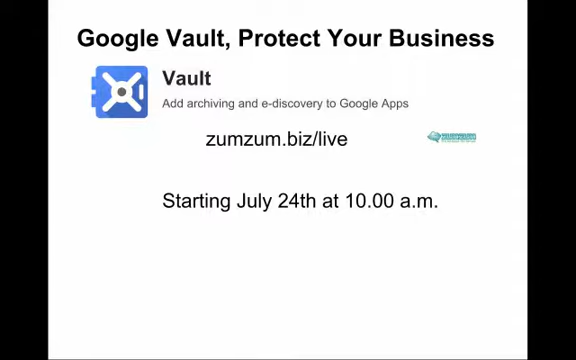 Google Vault, Protect Your Business
Vault
Add archiving and e-discovery to Google Apps
zumzum.biz/live
Starting July 24th at 10.00 a.m.